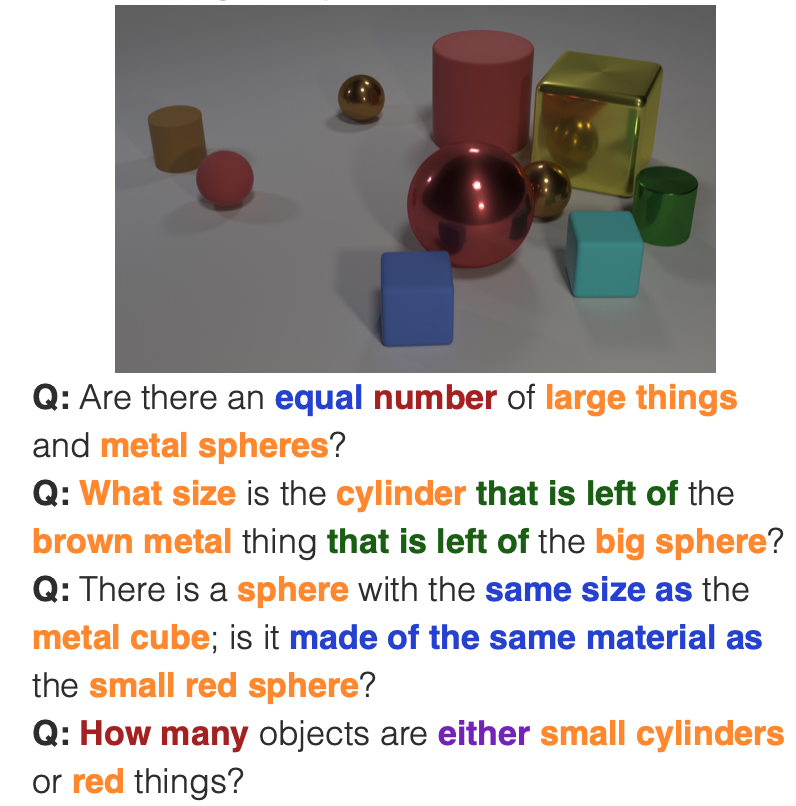 Q: Are there an equal number of large things
and metal spheres?
Q: What size is the cylinder that is left of the
brown metal thing that is left of the big sphere?
Q: There is a sphere with the same size as the
metal cube; is it made of the same material as
the small red sphere?
Q: How many objects are either small cylinders
or red things?